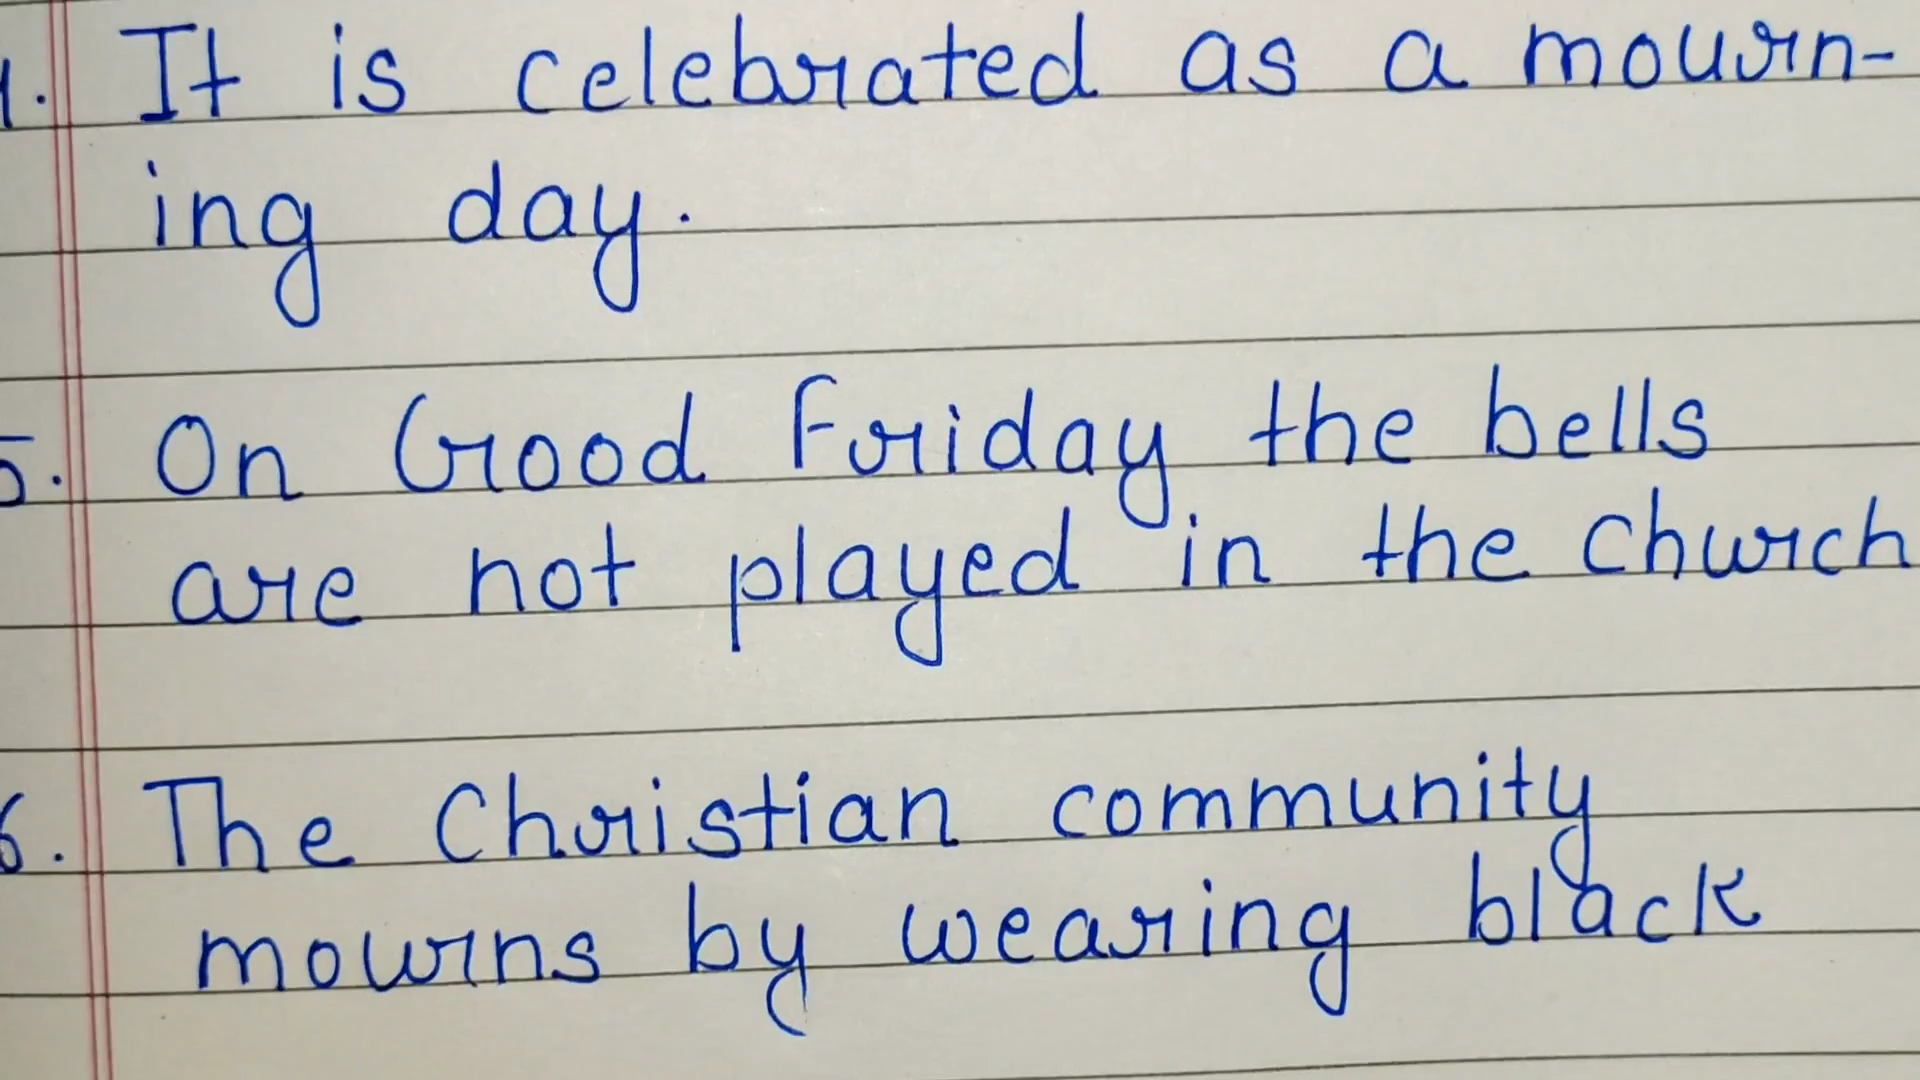 4. It is celebrated as a mourn-
ing day.
5. On Good Friday the bells
are not played in the church
6. The Christian community
mourns by wearing black